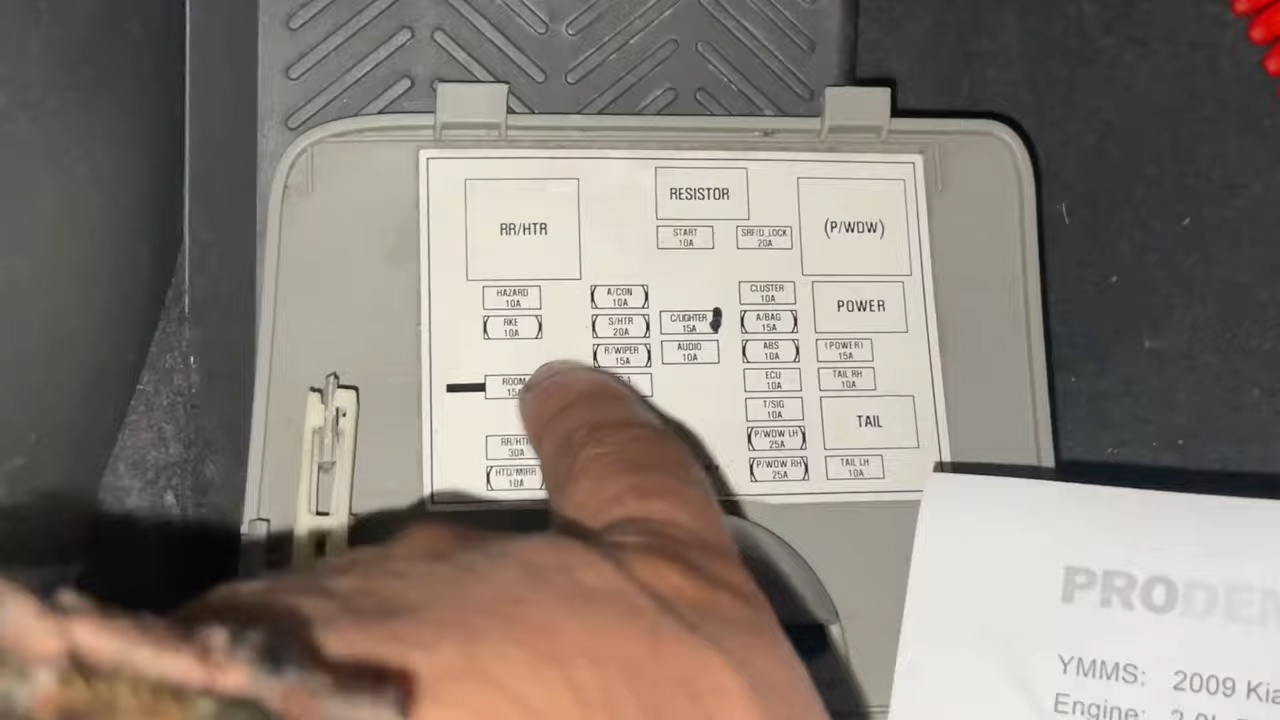 RESISTOR
RR/HTR
(P/WDW)
START
10A
SRF/D_LOCK
20A
HAZARD
10A
A/CON
10A
CLUSTER
10A
POWER
RKE
10A
S/HTR
20A
C/LIGHTER
15A
A/BAG
15A
R/WIPER
15A
AUDIO
10A
ABS
10A
(POWER)
15A
ROOM
ECU
10A
TAIL RH
10A
T/SIG
10A
TAIL
RR/HTR
30A
P/WDW LH
25A
HTD/MIRR
10A
P/WDW RH
25A
TAIL LH
10A
YMMS: 2009
Engine: